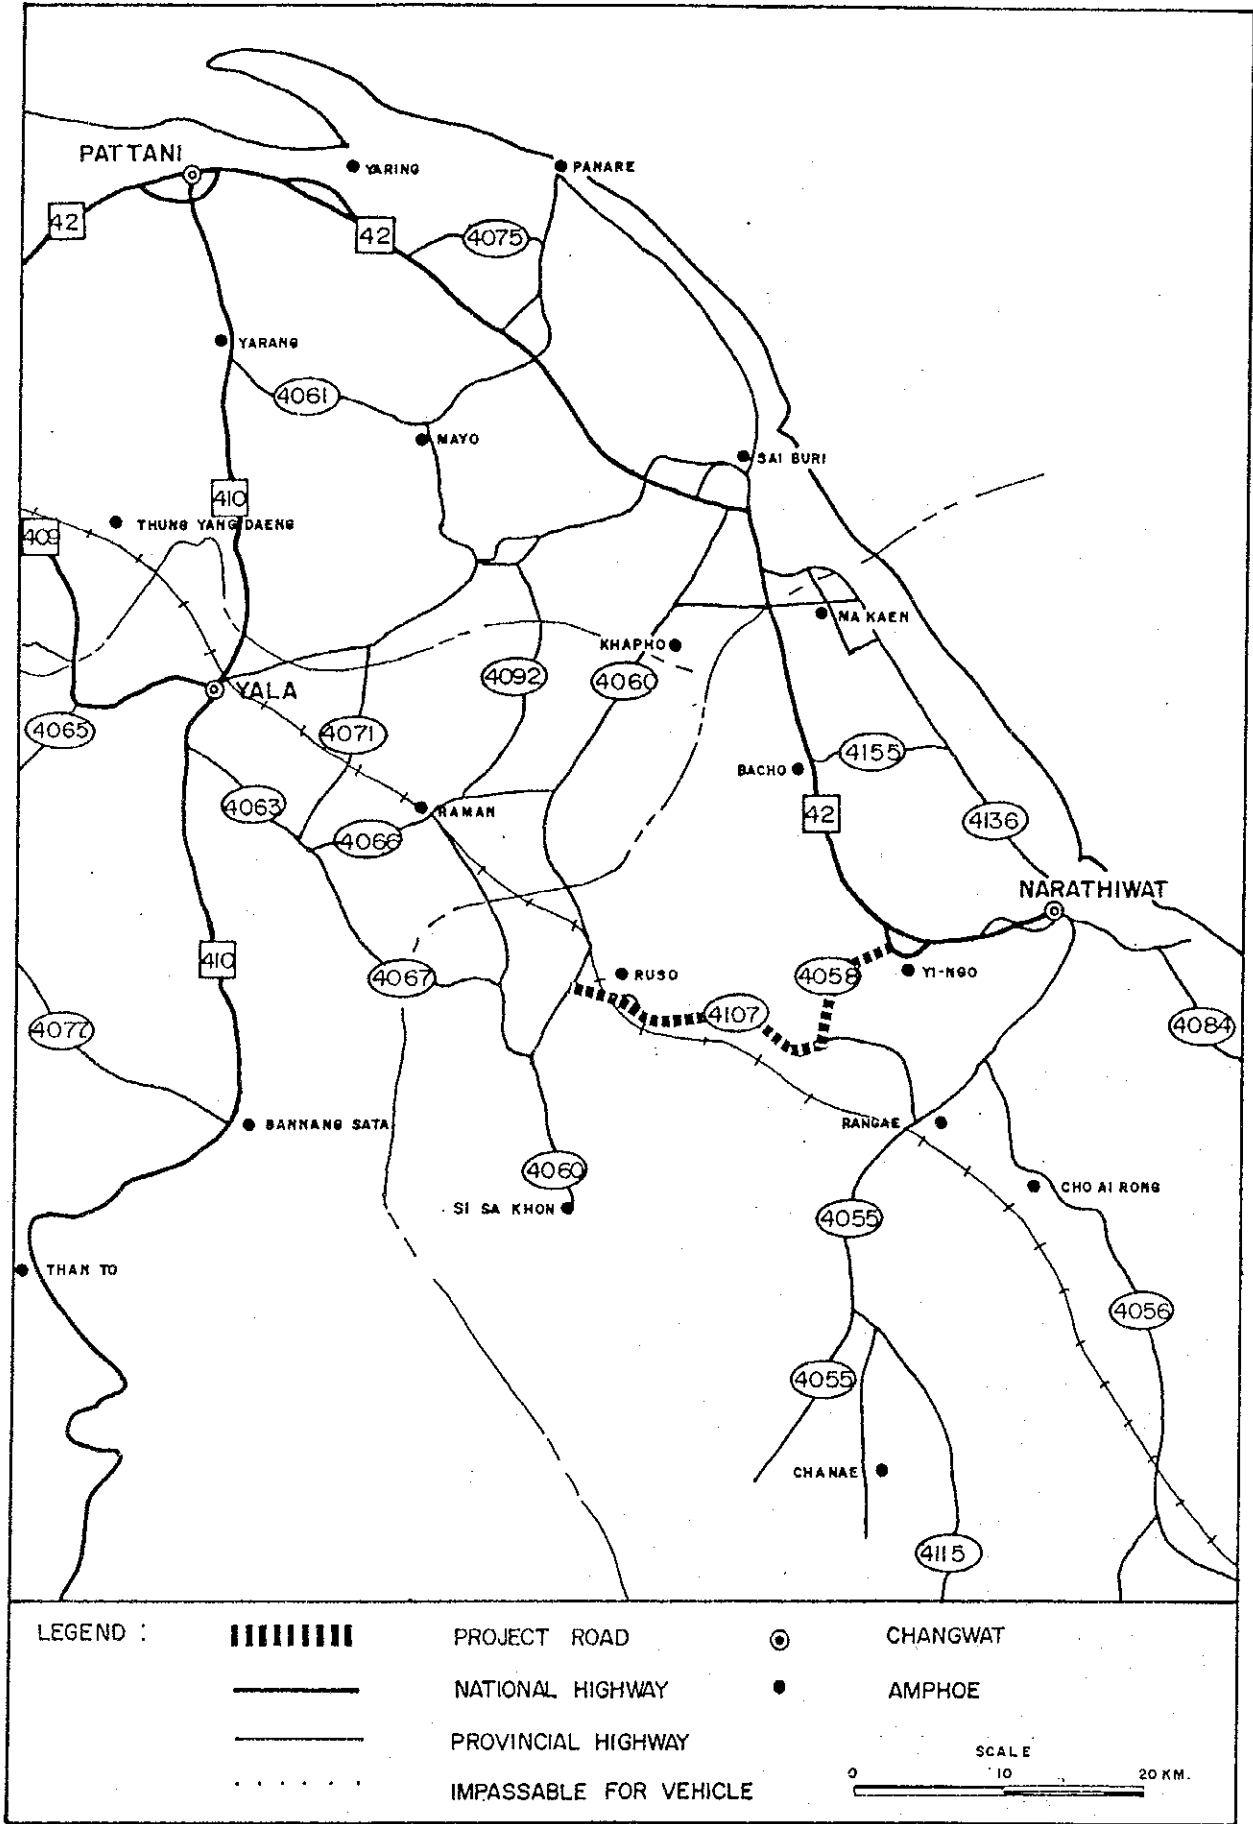 PATTANI
YARING
PANARE
42
42
4075
YARANG
4061
MAYO
SAI BURI
410
THUNG YANG DAENG
409
MA KAEN
KHAPHO
4092
4060
YALA
4065
4071
4155
BACHO
4063
RAMAN
42
4136
4066
NARATHIWAT
410
4067
RUSO
4058
YI-NGO
4077
4107
4084
BANNANG SATA
RANGAE
4060
CHO AI RONG
SI SA KHON
4055
THAN TO
4056
4055
CHANAE
4115
LEGEND :
PROJECT ROAD
CHANGWAT
NATIONAL HIGHWAY
AMPHOE
PROVINCIAL HIGHWAY
SCALE
0 10 20 KM.
IMPASSABLE FOR VEHICLE